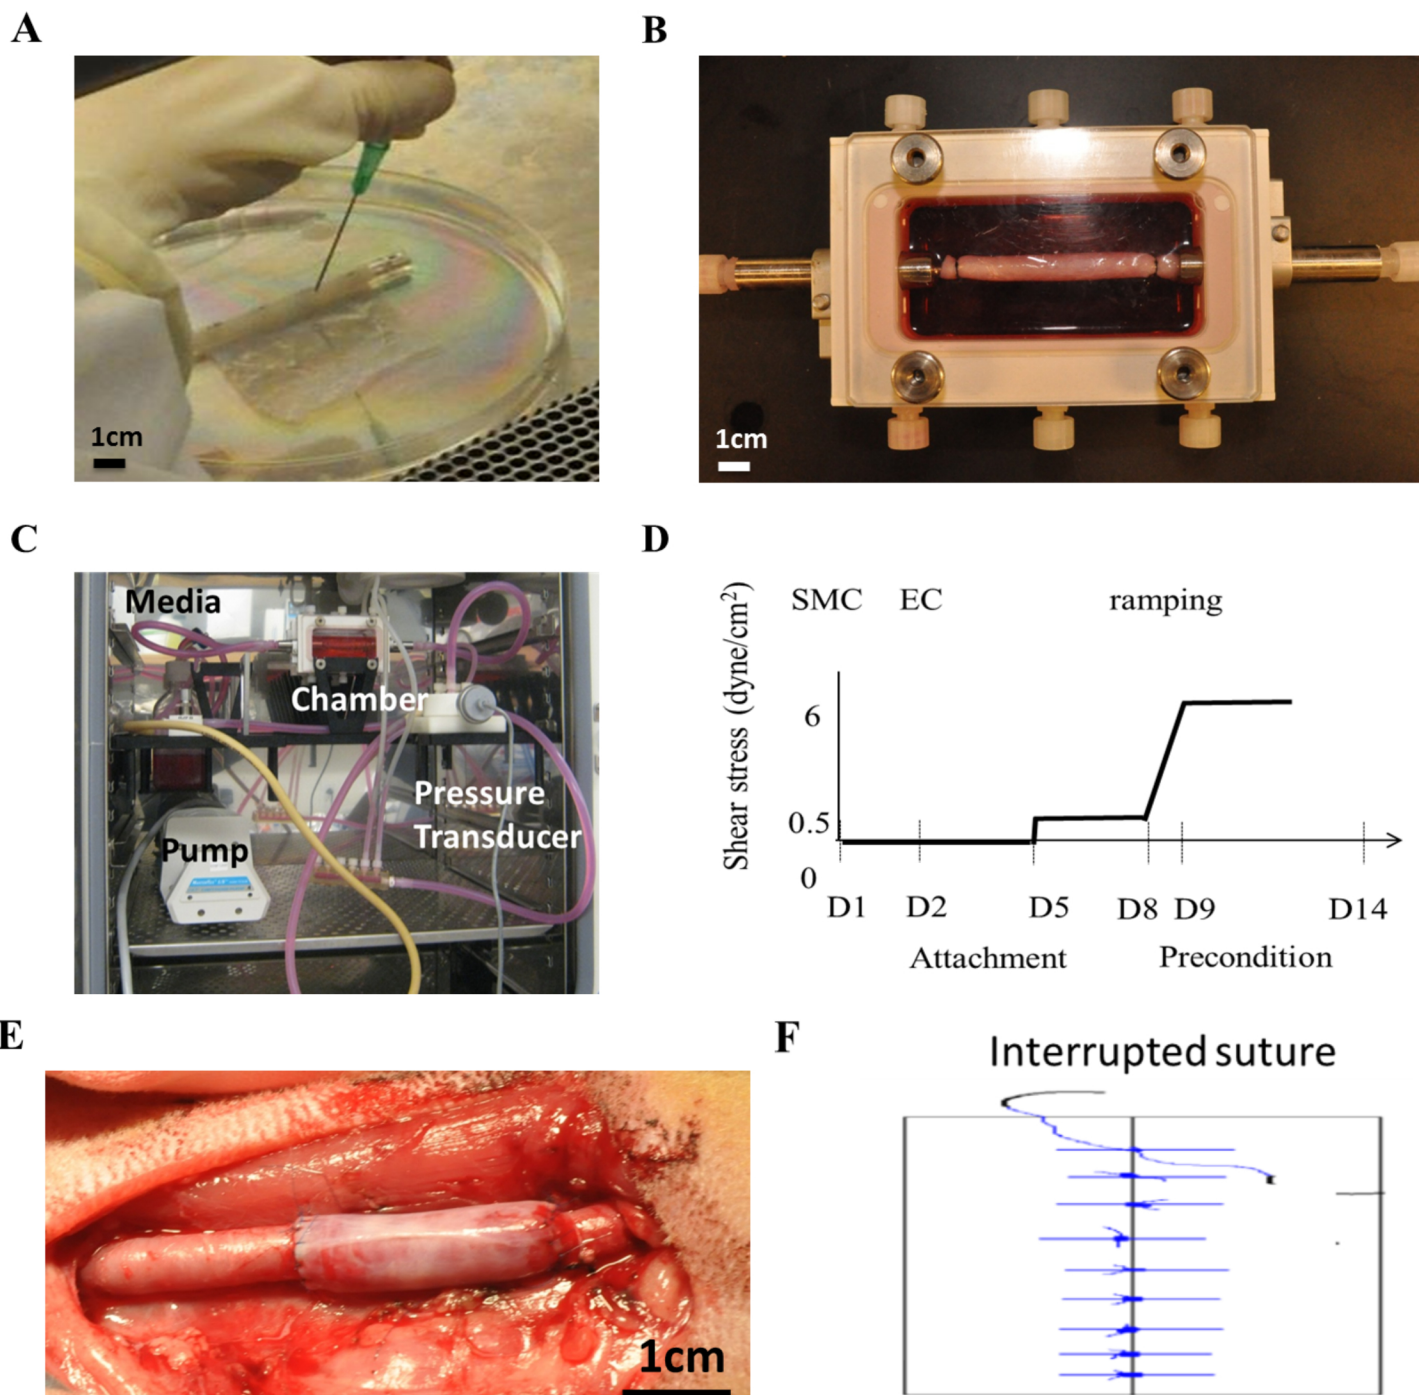 A
B
1cm
1cm
C
D
Media
Chamber
Pressure
Transducer
Pump
SMC EC ramping
Shear stress (dyne/cm²)
6
0.5
0
D1 D2 D5 D8 D9 D14
Attachment Precondition
E
F
1cm
Interrupted suture